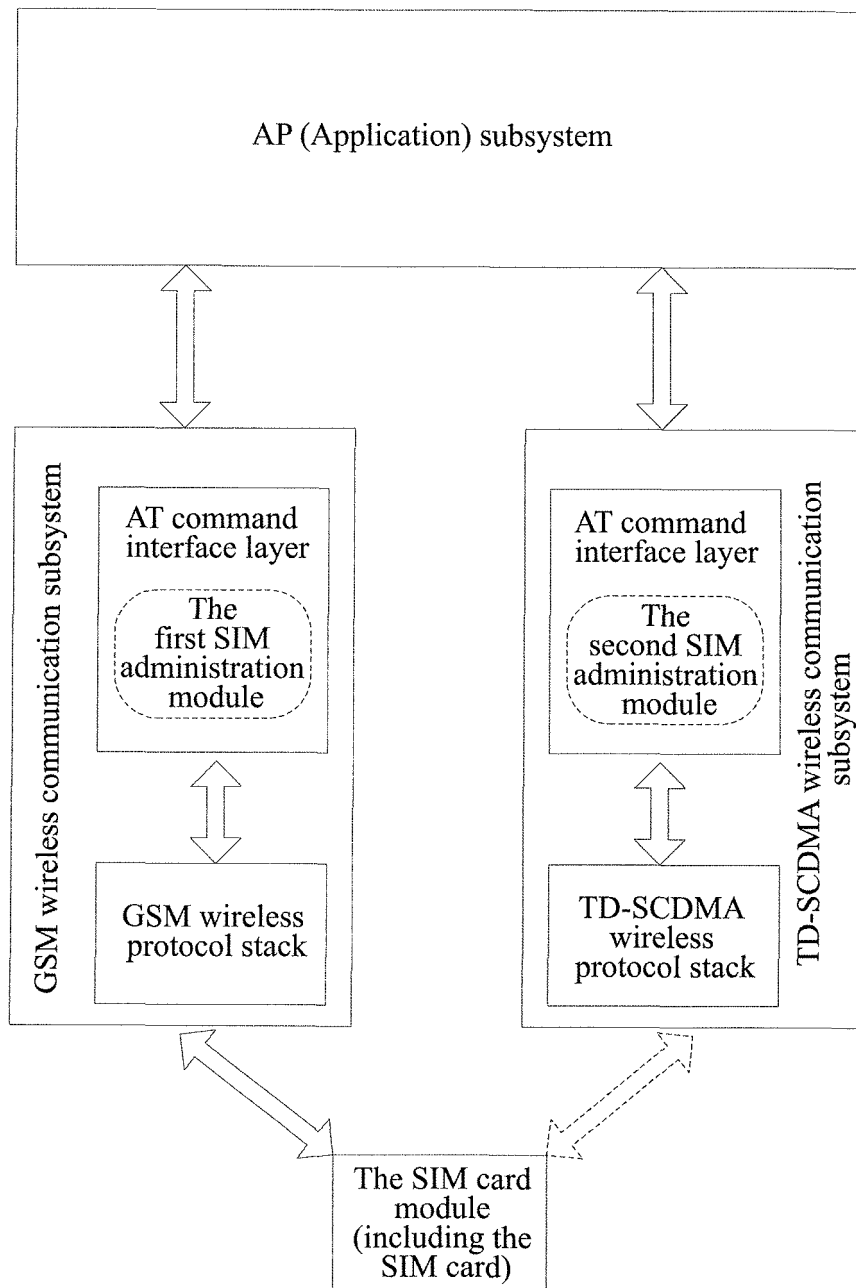 AP (Application) subsystem
GSM wireless communication subsystem
AT command
interface layer
The
first SIM
administration
module
GSM wireless
protocol stack
AT command
interface layer
The
second SIM
administration
module
TD-SCDMA
wireless
protocol stack
TD-SCDMA wireless communication
subsystem
The SIM card
module
(including the
SIM card)